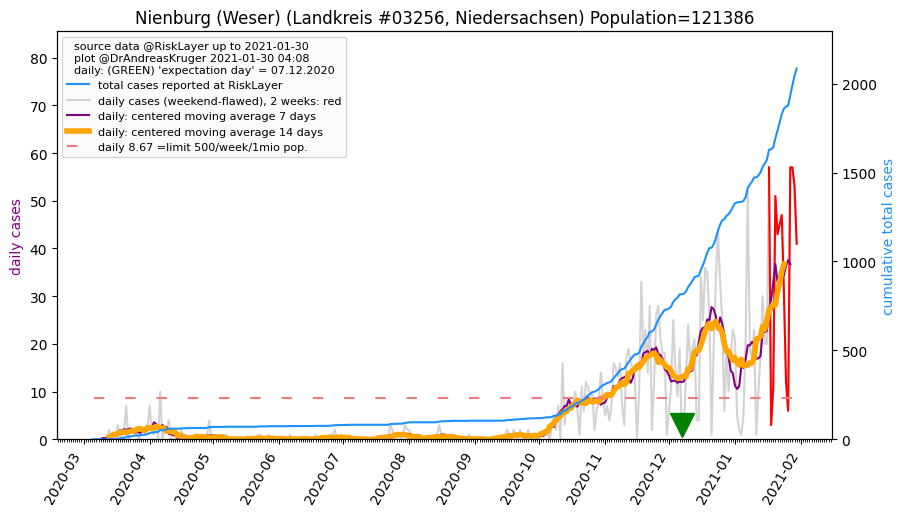 Nienburg (Weser) (Landkreis #03256, Niedersachsen) Population=121386
source data @RiskLayer up to 2021-01-30
plot @DrAndreasKruger 2021-01-30 04:08
daily: (GREEN) 'expectation day' = 07.12.2020
total cases reported at RiskLayer
daily cases (weekend-flawed), 2 weeks: red
daily: centered moving average 7 days
daily: centered moving average 14 days
daily 8.67 =limit 500/week/1mio pop.
daily cases
80
70
60
50
40
30
20
10
0
cumulative total cases
2000
1500
1000
500
0
2020-03
2020-04
2020-05
2020-06
2020-07
2020-08
2020-09
2020-10
2020-11
2020-12
2021-01
2021-02